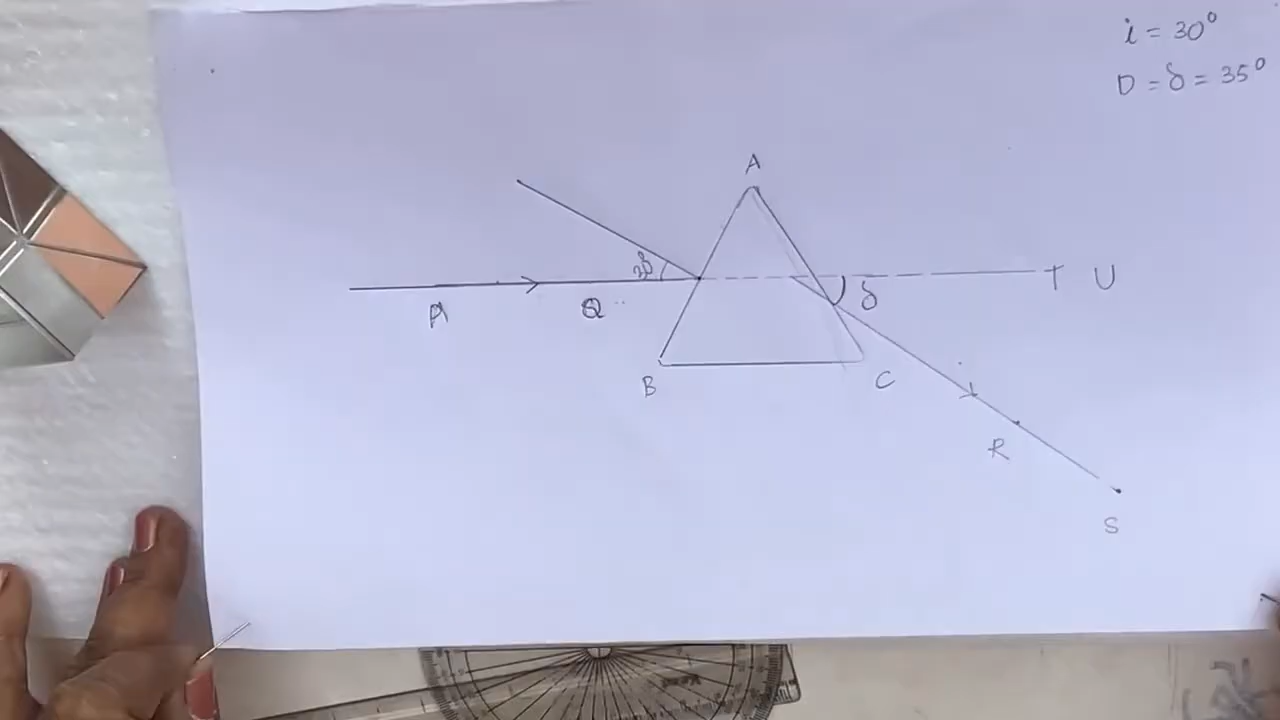 i = 30°
D = δ = 35°
A
30°
Q
δ
T U
B
C
R
S